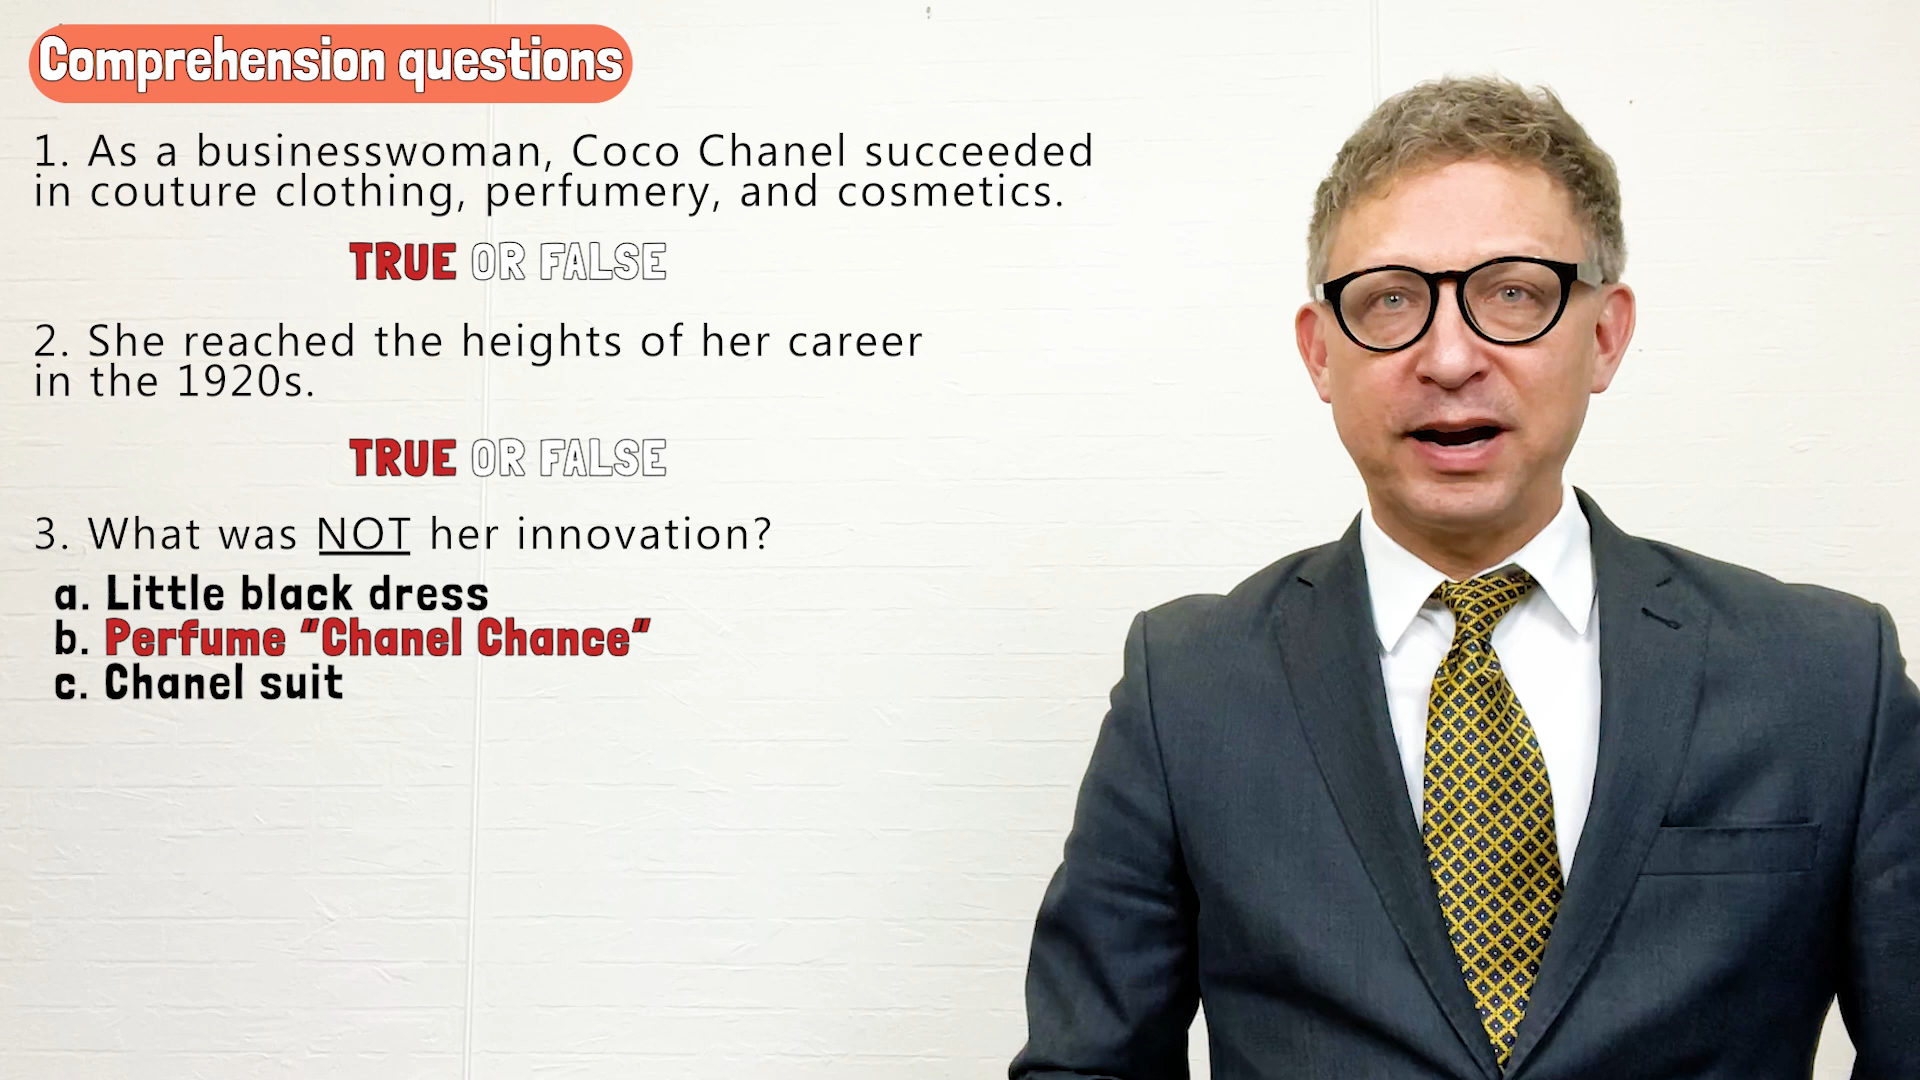 Comprehension questions
1. As a businesswoman, Coco Chanel succeeded
in couture clothing, perfumery, and cosmetics.
TRUE OR FALSE
2. She reached the heights of her career
in the 1920s.
TRUE OR FALSE
3. What was NOT her innovation?
a. Little black dress
b. Perfume "Chanel Chance"
c. Chanel suit